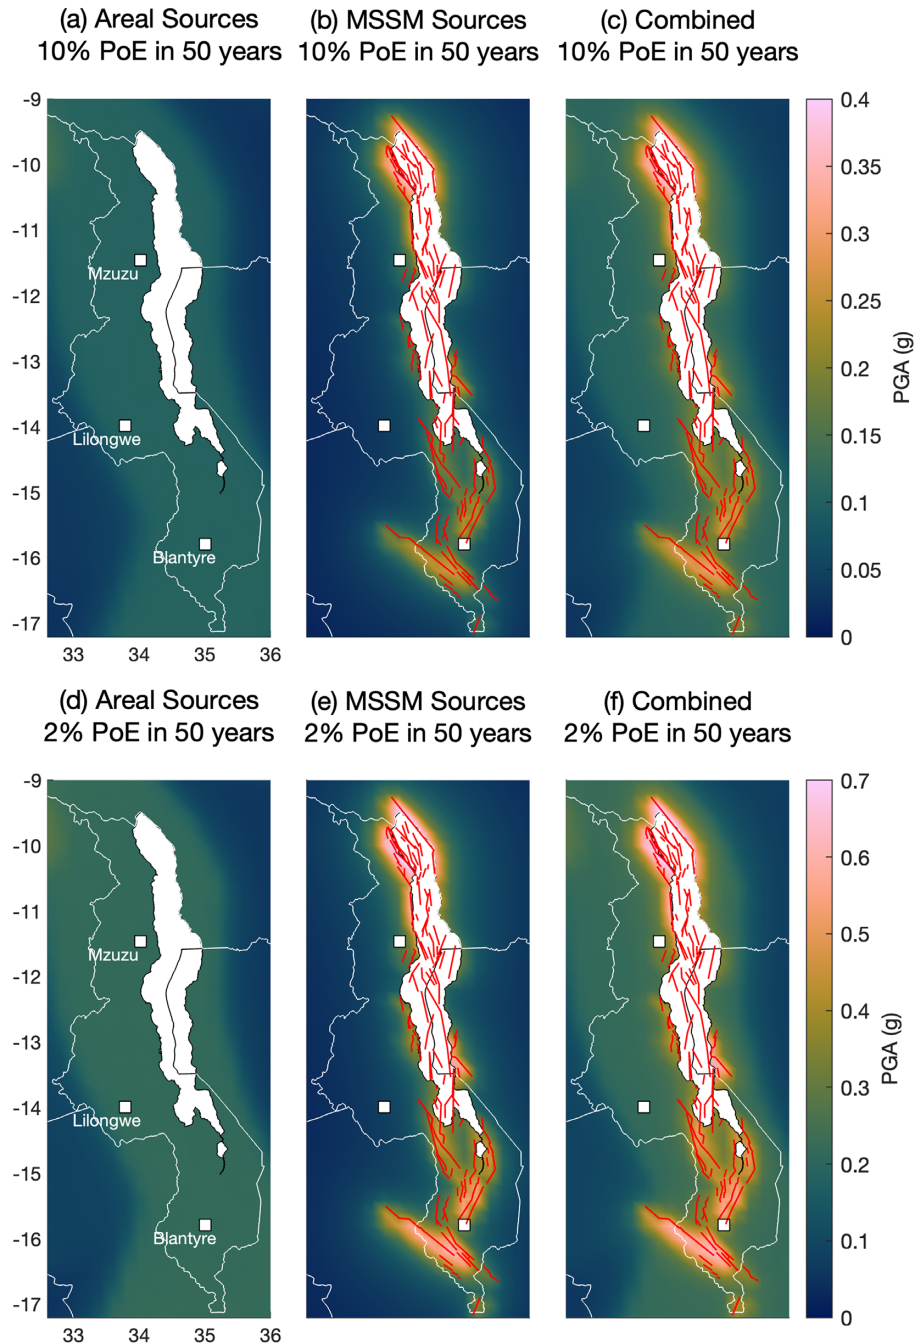 (a) Areal Sources
10% PoE in 50 years
(b) MSSM Sources
10% PoE in 50 years
(c) Combined
10% PoE in 50 years
-9
-10
-11
-12
-13
-14
-15
-16
-17
33
34
35
36
Mzuzu
Lilongwe
Blantyre
0.4
0.35
0.3
0.25
0.2
0.15
0.1
0.05
0
PGA (g)
(d) Areal Sources
2% PoE in 50 years
(e) MSSM Sources
2% PoE in 50 years
(f) Combined
2% PoE in 50 years
-9
-10
-11
-12
-13
-14
-15
-16
-17
33
34
35
36
Mzuzu
Lilongwe
Blantyre
0.7
0.6
0.5
0.4
0.3
0.2
0.1
0
PGA (g)